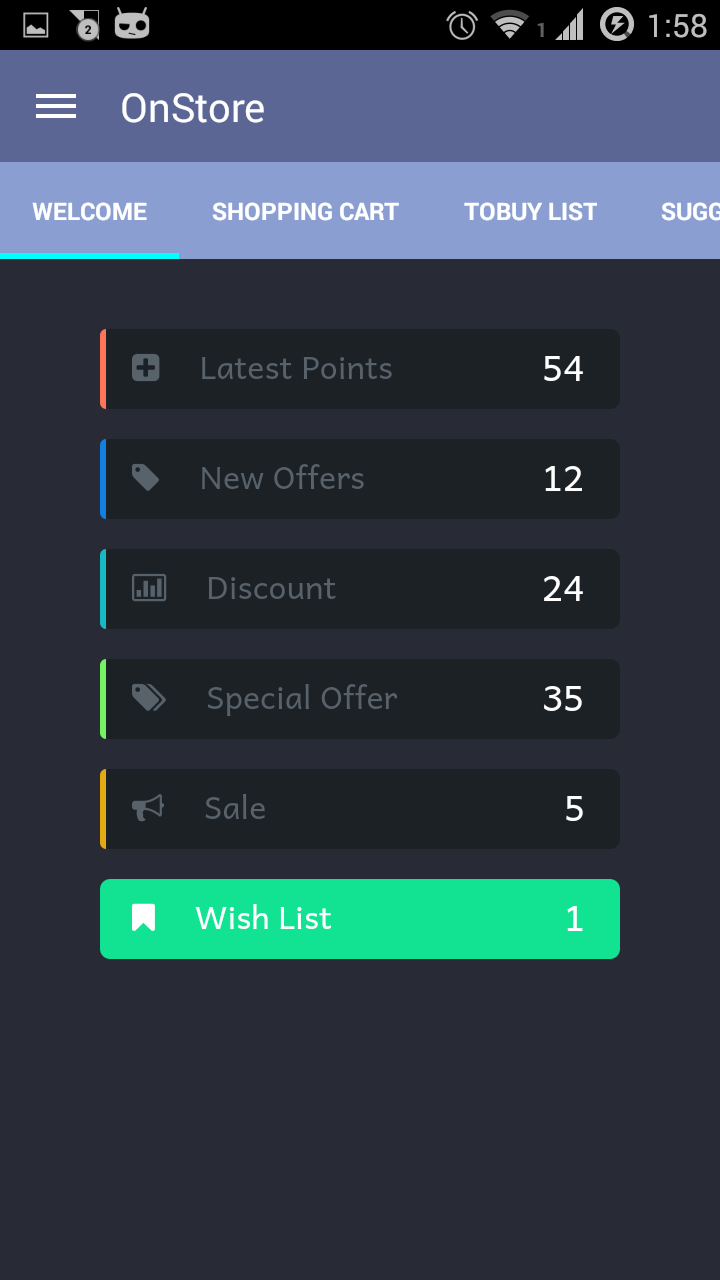 2 1 1:58
OnStore
WELCOME SHOPPING CART TOBUY LIST SUGG
Latest Points 54
New Offers 12
Discount 24
Special Offer 35
Sale 5
Wish List 1